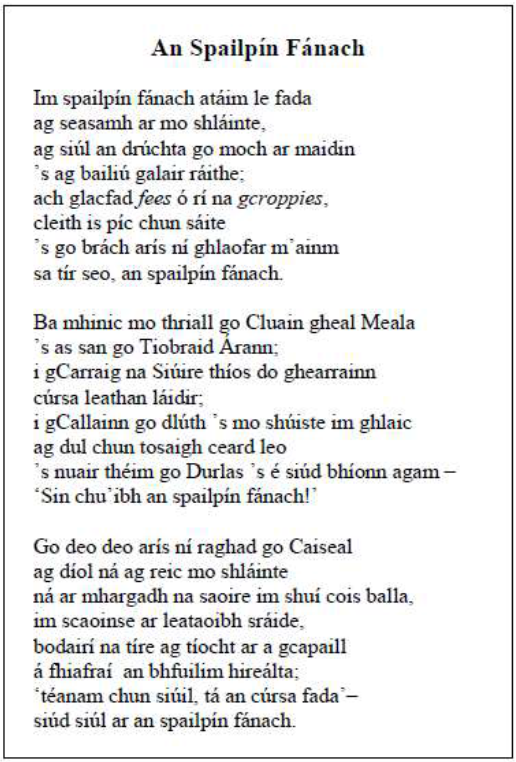 An Spailpín Fánach
Im spailpín fánach atáim le fada
ag seasamh ar mo shláinte,
ag siúl an drúchta go moch ar maidin
’s ag bailiú galair ráithe;
ach glacfad fees ó rí na gcroppies,
cleith is píc chun sáite
’s go brách arís ní ghlaofar m’ainm
sa tír seo, an spailpín fánach.
Ba mhinic mo thriall go Cluain gheal Meala
’s as san go Tiobraid Árann;
i gCarraig na Siúire thíos do ghearrainn
cúrsa leathan láidir;
i gCallainn go dlúth ’s mo shúiste im ghlaic
ag dul chun tosaigh ceard leo
’s nuair théim go Durlas ’s é siúd bhíonn agam –
‘Sin chu’ibh an spailpín fánach!’
Go deo deo arís ní raghad go Caiseal
ag díol ná ag reic mo shláinte
ná ar mhargadh na saoire im shuí cois balla,
im scaoinse ar leataoibh sráide,
bodairí na tíre ag tíocht ar a gcapaill
á fhiafraí an bhfuilim hireálta;
‘téanam chun siúil, tá an cúrsa fada’–
siúd siúl ar an spailpín fánach.